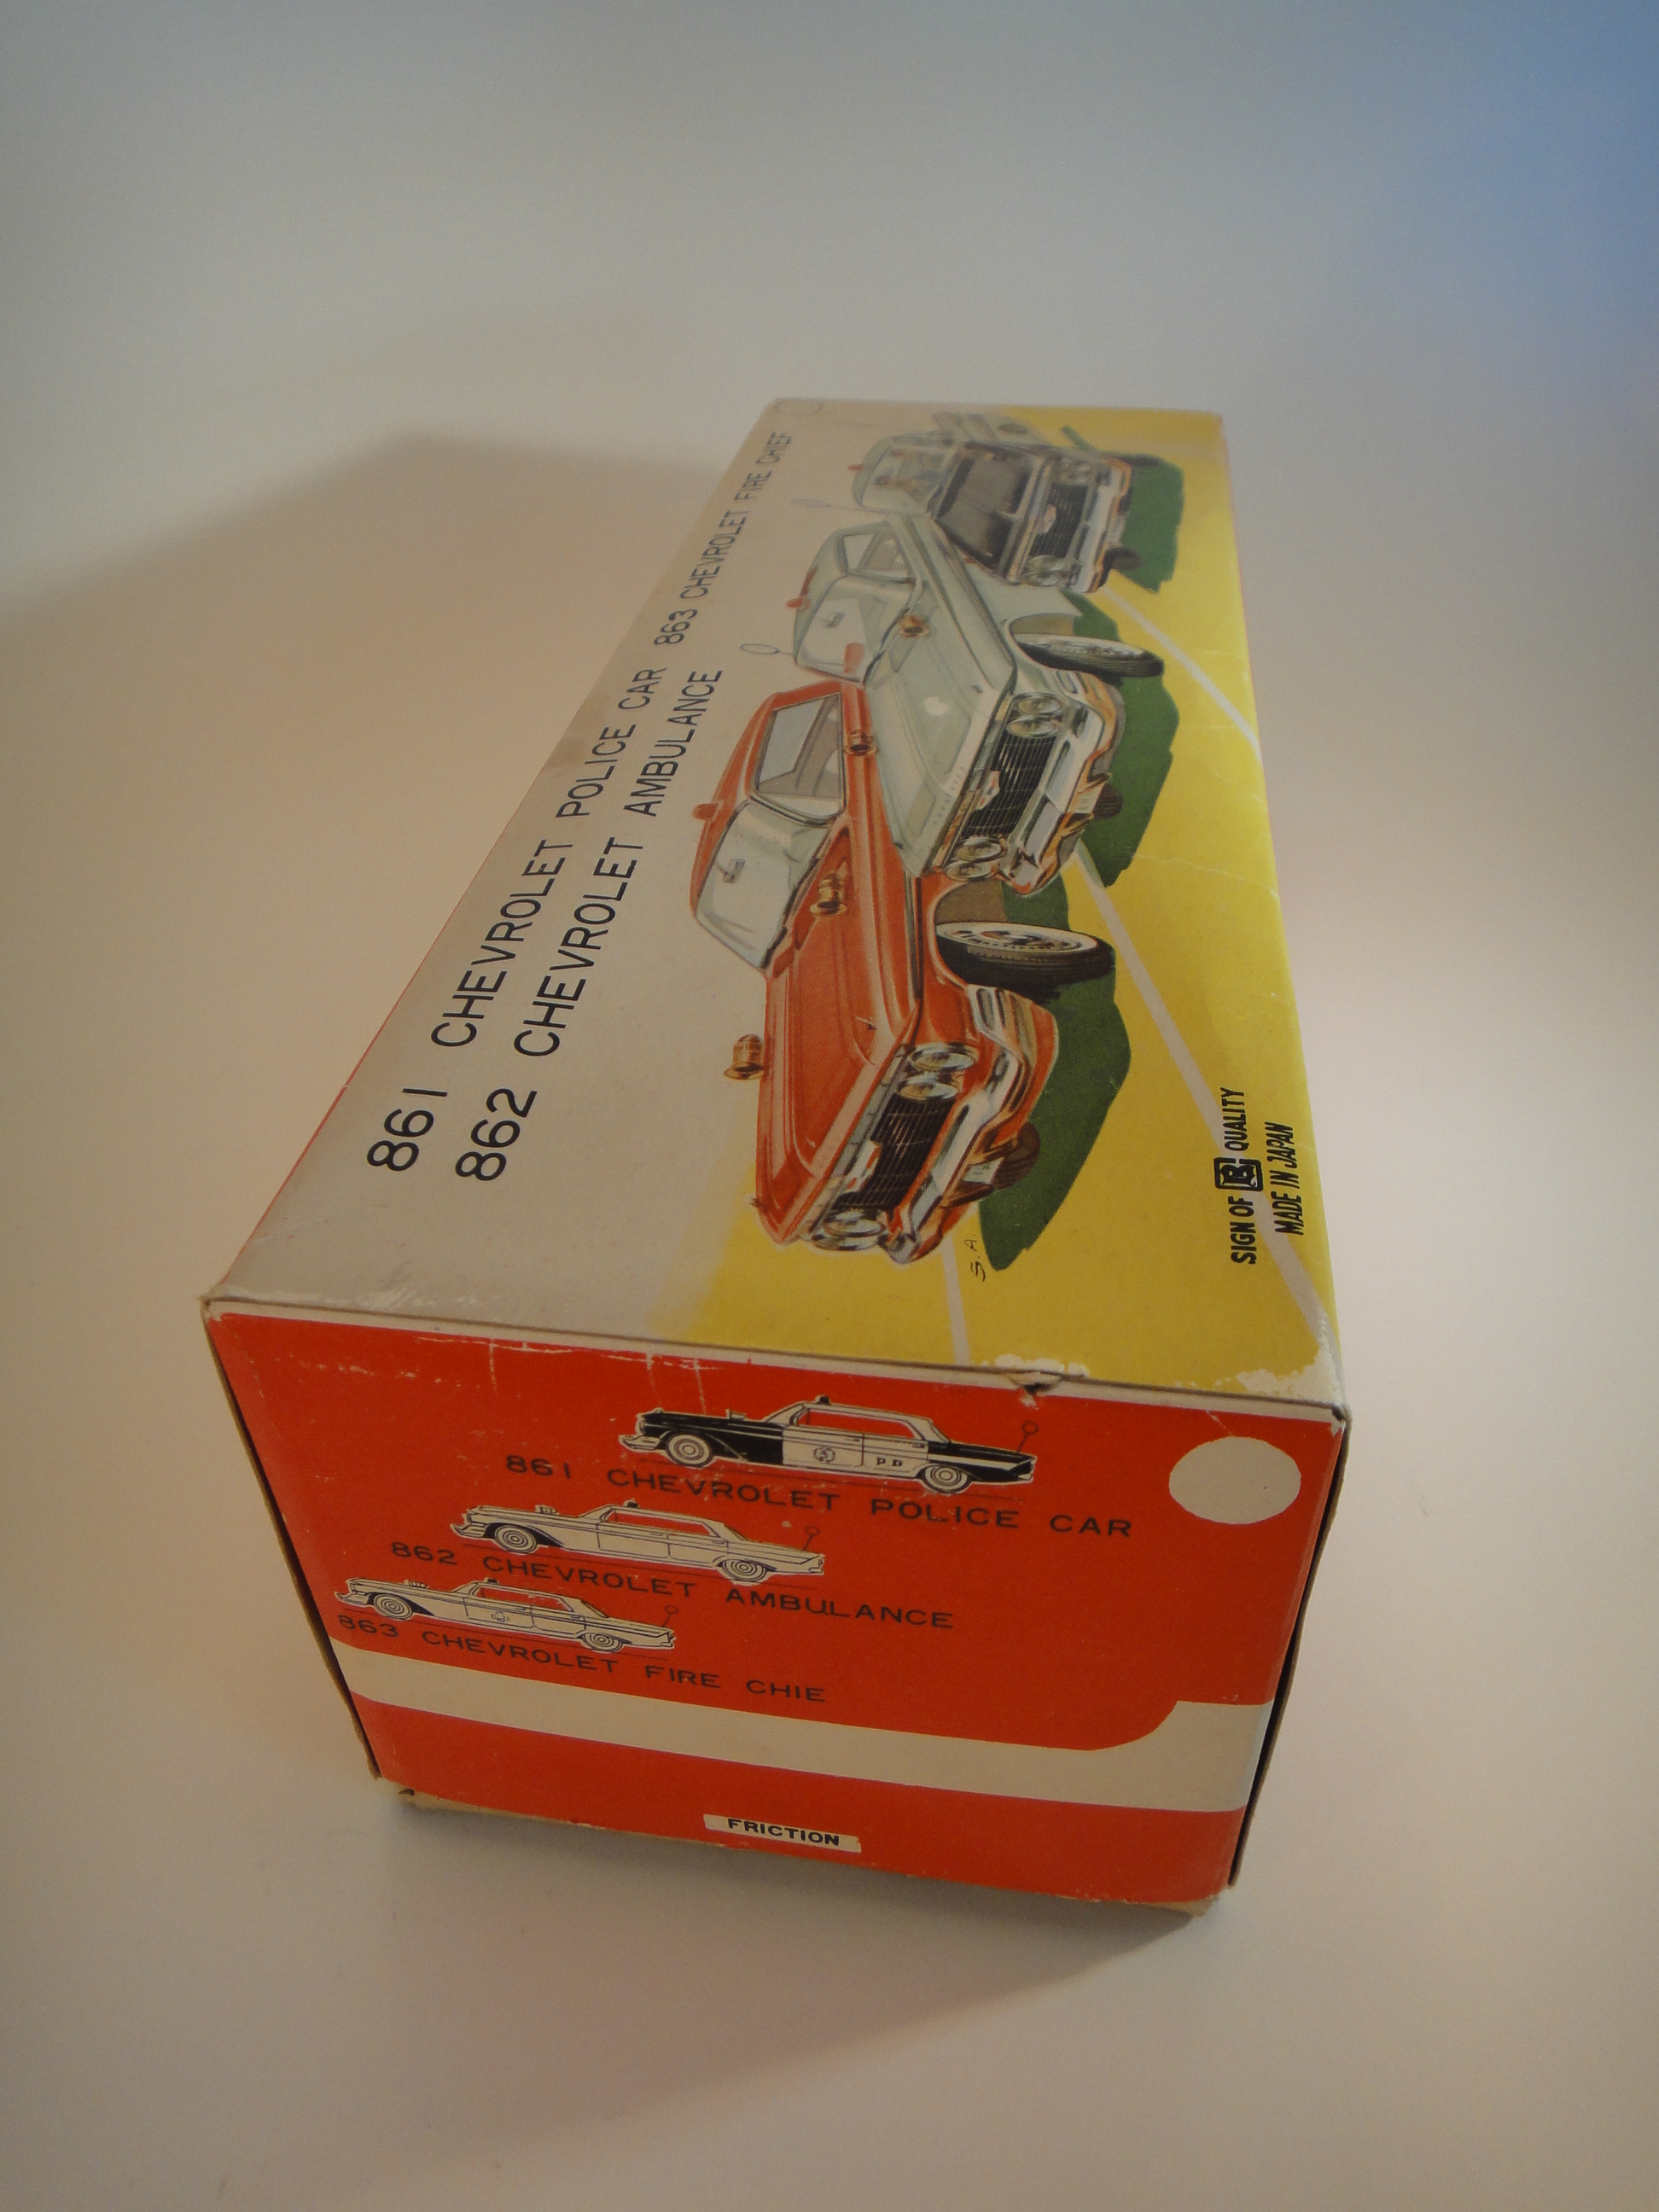 861 CHEVROLET POLICE CAR 863 CHEVROLET FIRE CHIEF
862 CHEVROLET AMBULANCE
S.A.
SIGN OF B QUALITY
MADE IN JAPAN
P D
861 CHEVROLET POLICE CAR
862 CHEVROLET AMBULANCE
863 CHEVROLET FIRE CHIE
FRICTION